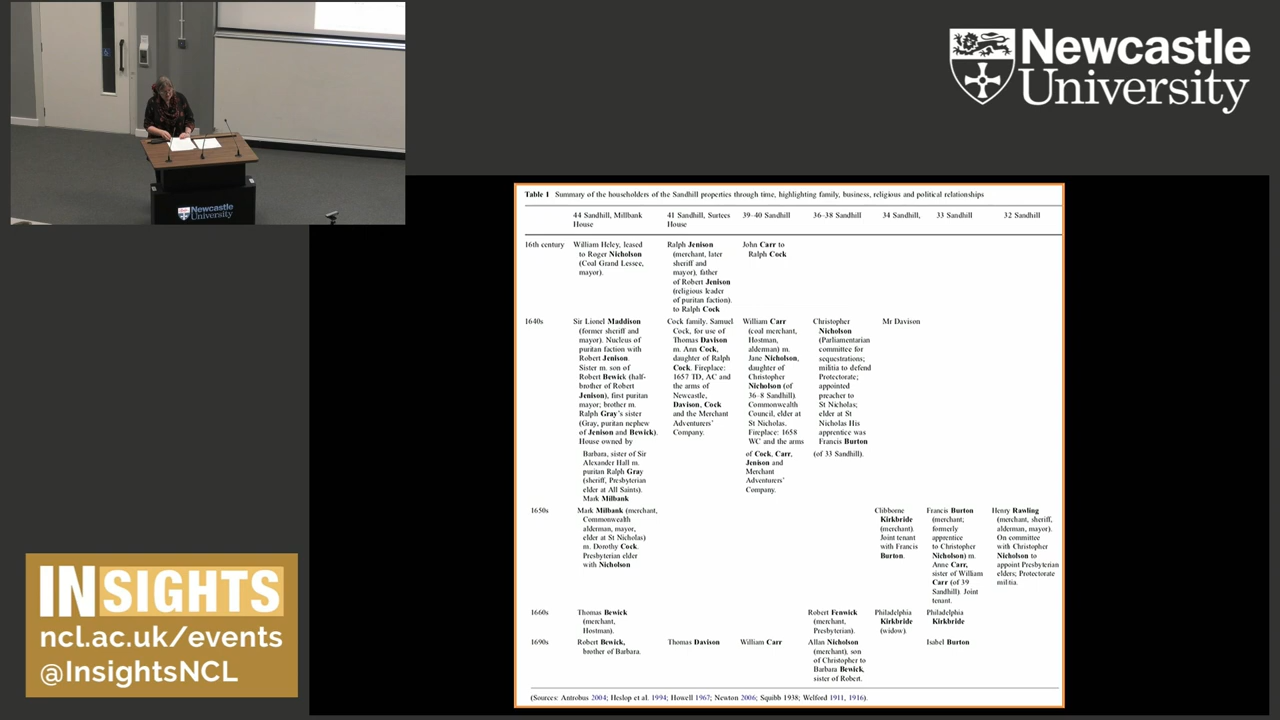 Newcastle
University
Newcastle
University
Table 1 Summary of the householders of the Sandhill properties through time, highlighting family, business, religious and political relationships
44 Sandhill, Millbank
House
41 Sandhill, Surtees
House
39–40 Sandhill
36–38 Sandhill
34 Sandhill,
33 Sandhill
32 Sandhill
16th century
William Heley, leased
to Roger Nicholson
(Coal Grand Lessee,
mayor).
Ralph Jenison
(merchant, later
sheriff and
mayor), father
of Robert Jenison
(religious leader
of puritan faction).
to Ralph Cock
John Carr to
Ralph Cock
1640s
Sir Lionel Maddison
(former sheriff and
mayor). Nucleus of
puritan faction with
Robert Jenison.
Sister m. son of
Robert Bewick (half-
brother of Robert
Jenison), first puritan
mayor; brother m.
Ralph Gray's sister
(Gray, puritan nephew
of Jenison and Bewick).
House owned by
Barbara, sister of Sir
Alexander Hall m.
puritan Ralph Gray
(sheriff, Presbyterian
elder at All Saints).
Mark Milbank
Cock family. Samuel
Cock, for use of
Thomas Davison
m. Ann Cock,
daughter of Ralph
Cock. Fireplace:
1657 TD, AC and
the arms of
Newcastle,
Davison, Cock
and the Merchant
Adventurers'
Company.
William Carr
(coal merchant,
Hostman,
alderman) m.
Jane Nicholson,
daughter of
Christopher
Nicholson (of
36–8 Sandhill).
Commonwealth
Council, elder at
St Nicholas.
Fireplace: 1658
WC and the arms
of Cock, Carr,
Jenison and
Merchant
Adventurers'
Company.
Christopher
Nicholson
(Parliamentarian
committee for
sequestrations;
militia to defend
Protectorate;
appointed
preacher to
St Nicholas;
elder at St
Nicholas His
apprentice was
Francis Burton
(of 33 Sandhill).
Mr Davison
1650s
Mark Milbank (merchant,
Commonwealth
alderman, mayor,
elder at St Nicholas)
m. Dorothy Cock.
Presbyterian elder
with Nicholson
Clibborne
Kirkbride
(merchant).
Joint tenant
with Francis
Burton.
Francis Burton
(merchant;
formerly
apprentice
to Christopher
Nicholson) m.
Anne Carr,
sister of William
Carr (of 39
Sandhill). Joint
tenant.
Henry Rawling
(merchant, sheriff,
alderman, mayor).
On committee
with Christopher
Nicholson to
appoint Presbyterian
elders; Protectorate
militia.
1660s
Thomas Bewick
(merchant,
Hostman).
Robert Fenwick
(merchant,
Presbyterian).
Philadelphia
Kirkbride
(widow).
Philadelphia
Kirkbride
1690s
Robert Bewick,
brother of Barbara.
Thomas Davison
William Carr
Allan Nicholson
(merchant), son
of Christopher to
Barbara Bewick,
sister of Robert.
Isabel Burton
(Sources: Antrobus 2004; Heslop et al. 1994; Howell 1967; Newton 2006; Squibb 1938; Welford 1911, 1916).
INSIGHTS
ncl.ac.uk/events
@InsightsNCL